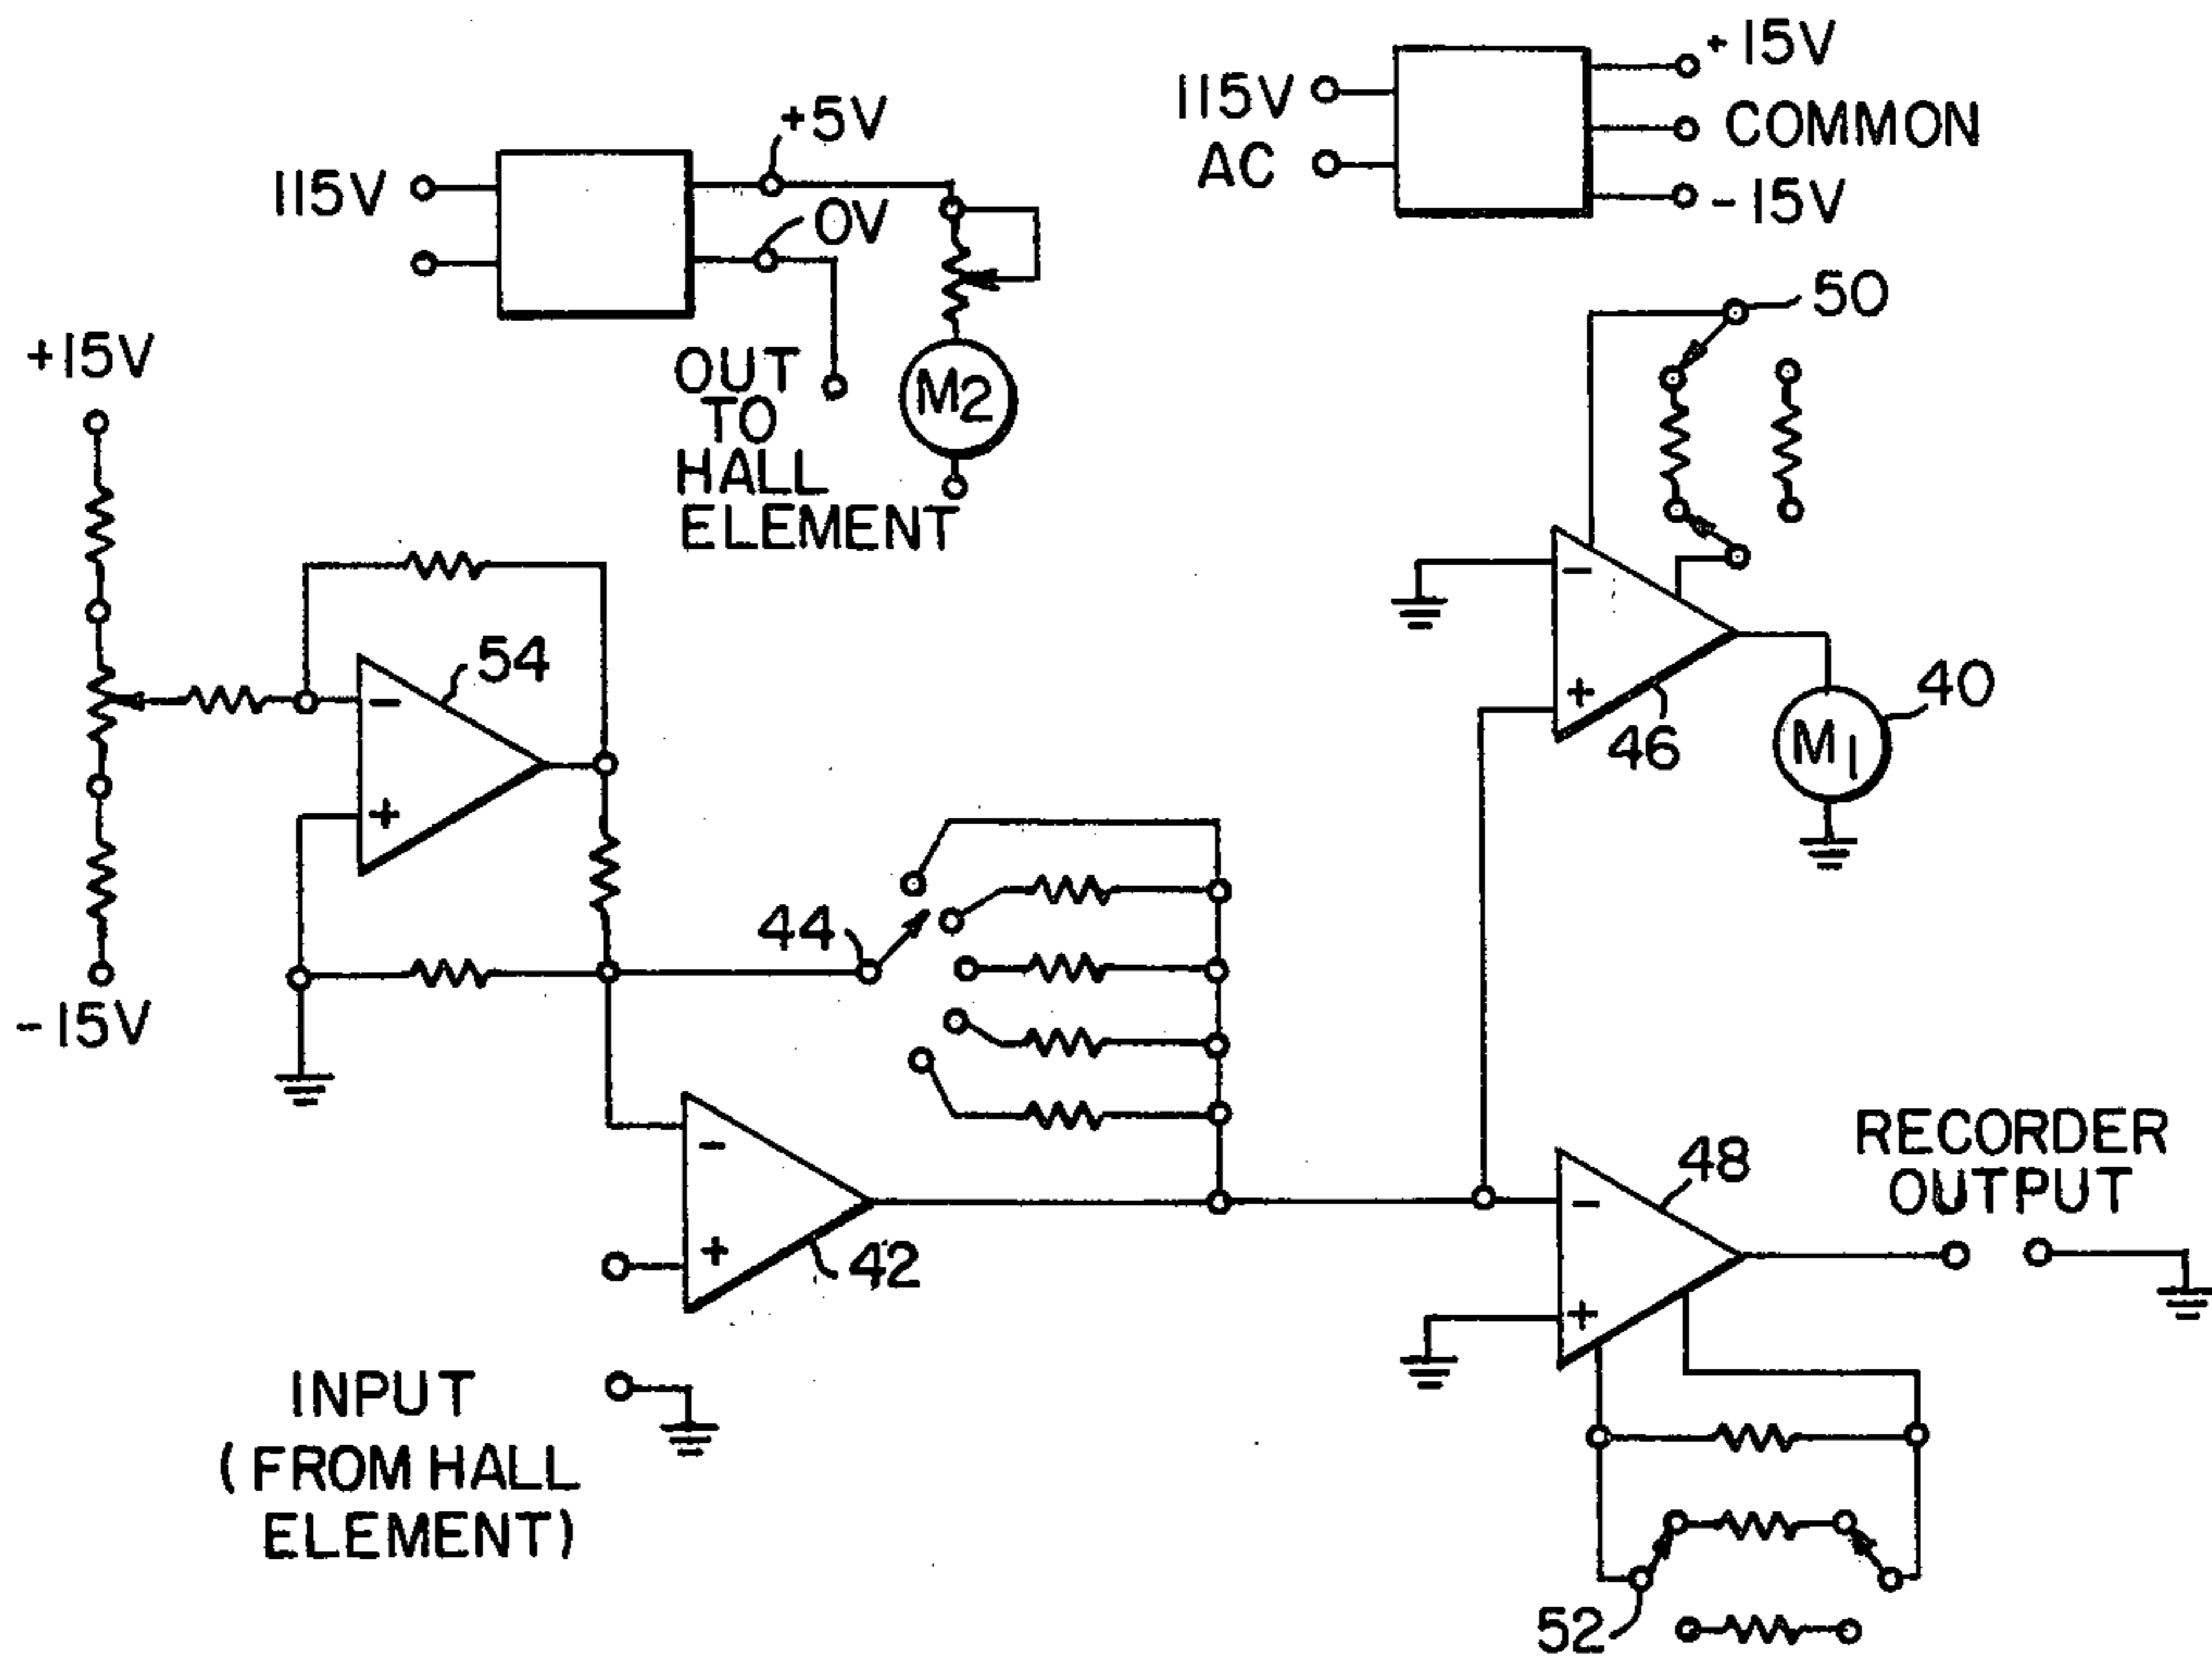 +15V
115V
AC
COMMON
-15V
+5V
115V
0V
50
+15V
OUT
TO
HALL
ELEMENT
M2
-
54
-
+
46
40
M1
+
44
-15V
-
+
42
RECORDER
OUTPUT
48
-
+
INPUT
(FROM HALL
ELEMENT)
52